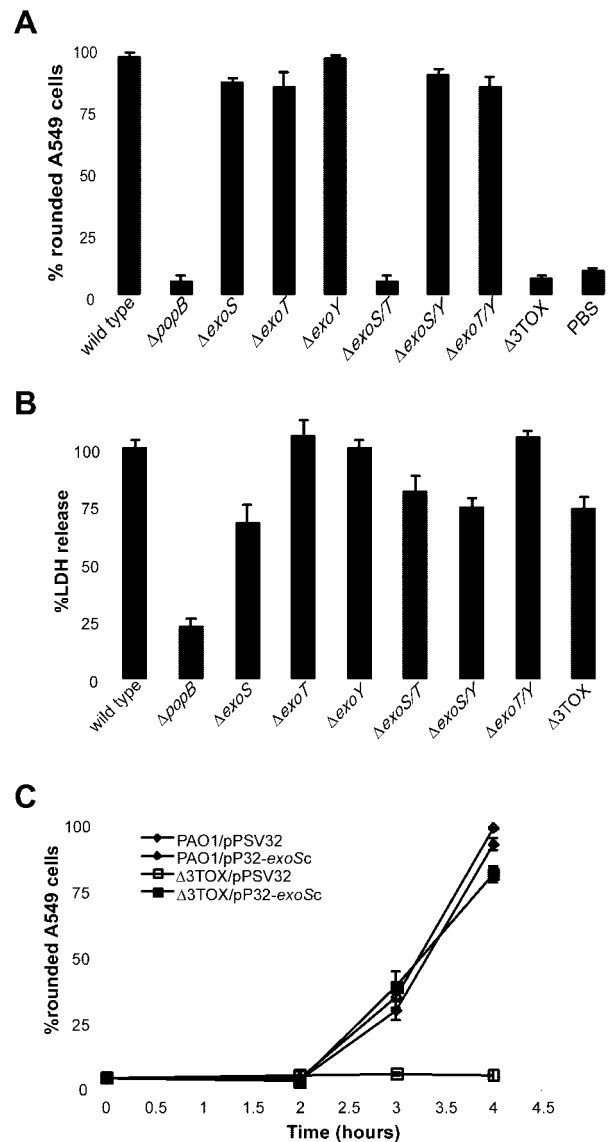 A
% rounded A549 cells
100
75
50
25
0
wild type
ΔpopB
ΔexoS
ΔexoT
ΔexoY
ΔexoS/T
ΔexoS/Y
ΔexoT/Y
Δ3TOX
PBS
B
%LDH release
100
75
50
25
0
wild type
ΔpopB
ΔexoS
ΔexoT
ΔexoY
ΔexoS/T
ΔexoS/Y
ΔexoT/Y
Δ3TOX
C
%rounded A549 cells
100
75
50
25
0
PAO1/pPSV32
PAO1/pP32-exoSc
Δ3TOX/pPSV32
Δ3TOX/pP32-exoSc
0 0.5 1 1.5 2 2.5 3 3.5 4 4.5
Time (hours)